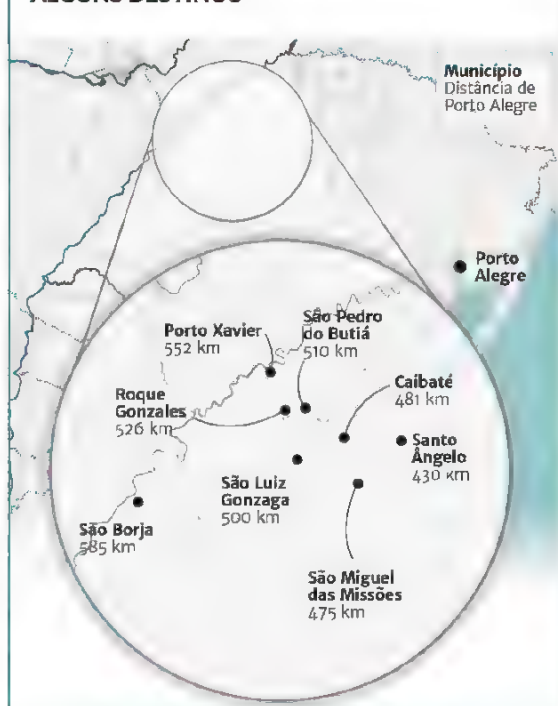 ALGUNS DESTINOS
Município
Distância de
Porto Alegre
Porto
Alegre
São Pedro
do Butiá
510 km
Porto Xavier
552 km
Caibaté
481 km
Roque
Gonzales
526 km
Santo
Ângelo
430 km
São Luiz
Gonzaga
500 km
São Borja
585 km
São Miguel
das Missões
475 km